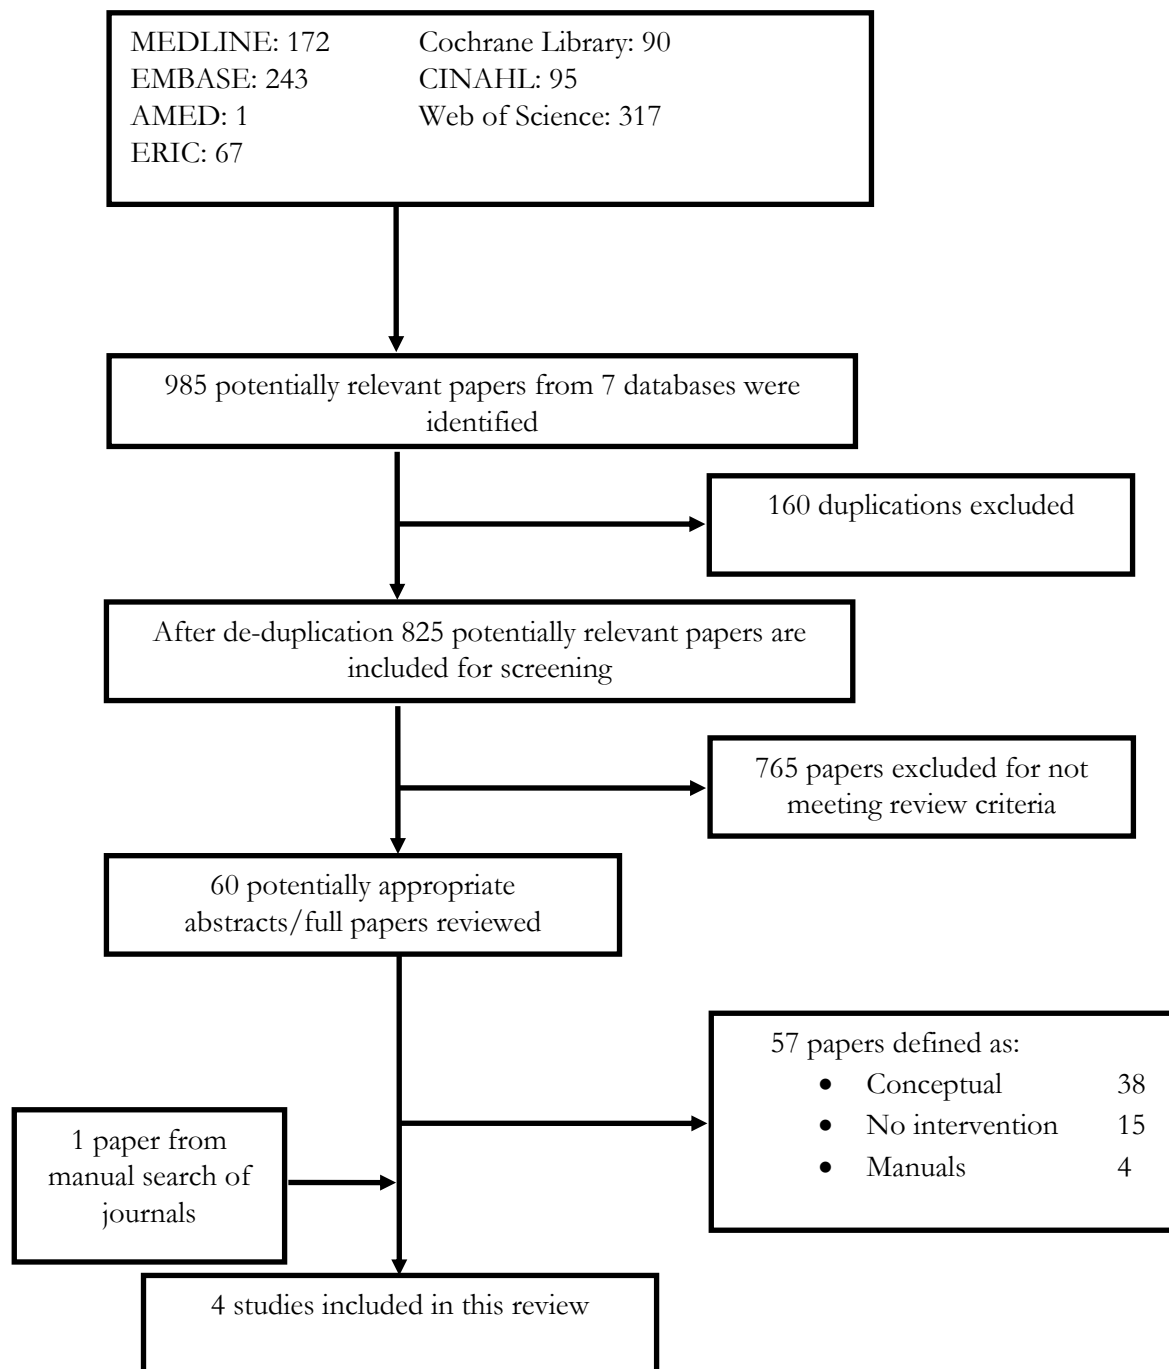 MEDLINE: 172 Cochrane Library: 90
EMBASE: 243 CINAHL: 95
AMED: 1 Web of Science: 317
ERIC: 67
985 potentially relevant papers from 7 databases were
identified
160 duplications excluded
After de-duplication 825 potentially relevant papers are
included for screening
765 papers excluded for not
meeting review criteria
60 potentially appropriate
abstracts/full papers reviewed
57 papers defined as:
• Conceptual 38
• No intervention 15
• Manuals 4
1 paper from
manual search of
journals
4 studies included in this review